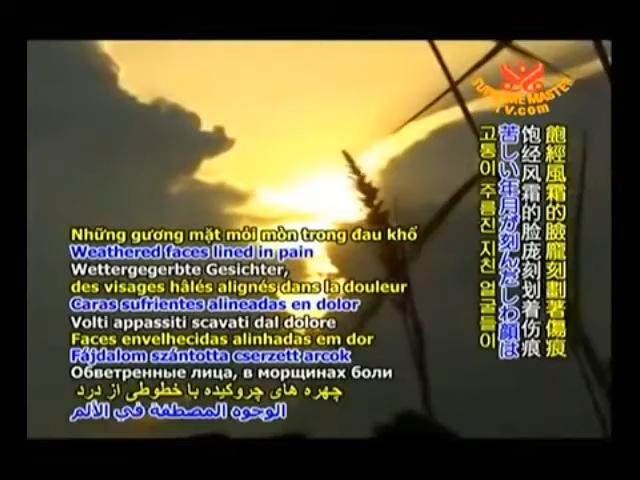 SUPREME MASTER
TV.com
Những gương mặt mỏi mòn trong đau khổ
Weathered faces lined in pain
Wettergegerbte Gesichter,
des visages hâlés alignés dans la douleur
Caras sufrientes alineadas en dolor
Volti appassiti scavati dal dolore
Faces envelhecidas alinhadas em dor
Fájdalom szántotta cserzett arcok
Обветренные лица, в морщинах боли
چهره های چروکیده با خطوطی از درد
الوحوه المصطفة في الألم
飽經風霜的臉龐刻劃著傷痕
饱经风霜的脸庞刻划着伤痕
苦しい年月が刻んだしわ顔は
고통이 주름진 지친 얼굴들이